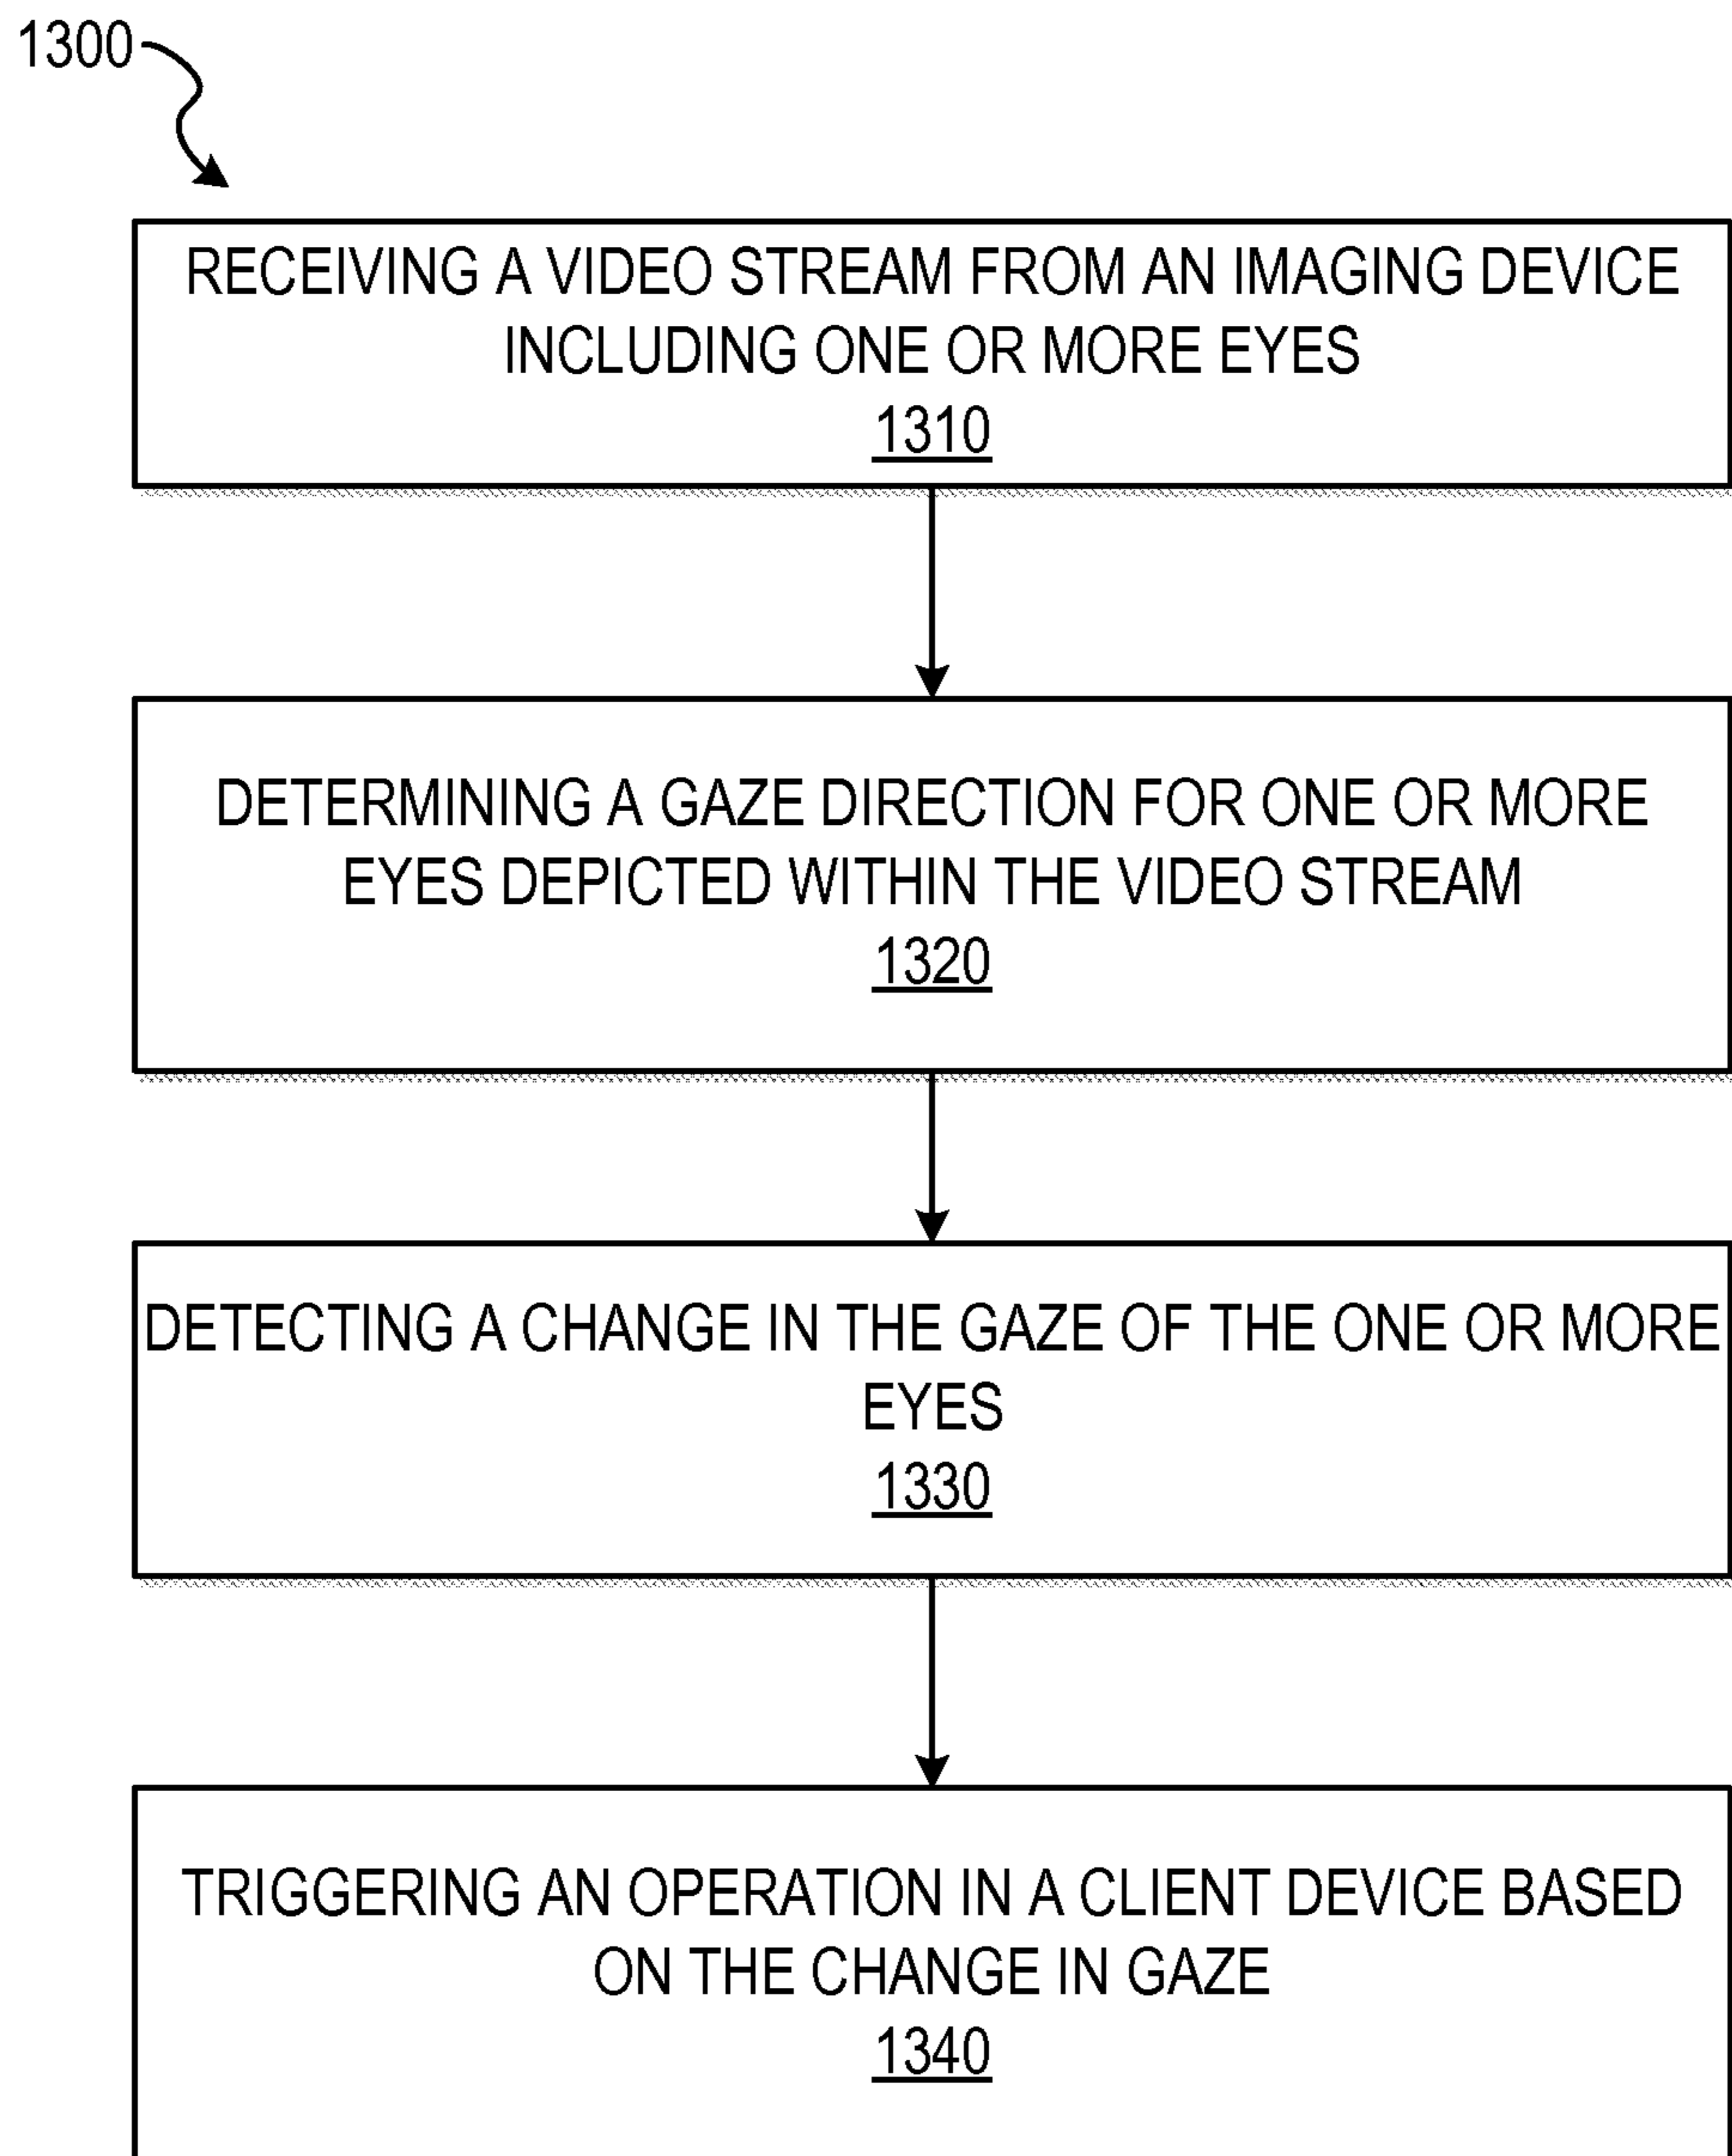 1300
RECEIVING A VIDEO STREAM FROM AN IMAGING DEVICE
INCLUDING ONE OR MORE EYES
1310
DETERMINING A GAZE DIRECTION FOR ONE OR MORE
EYES DEPICTED WITHIN THE VIDEO STREAM
1320
DETECTING A CHANGE IN THE GAZE OF THE ONE OR MORE
EYES
1330
TRIGGERING AN OPERATION IN A CLIENT DEVICE BASED
ON THE CHANGE IN GAZE
1340